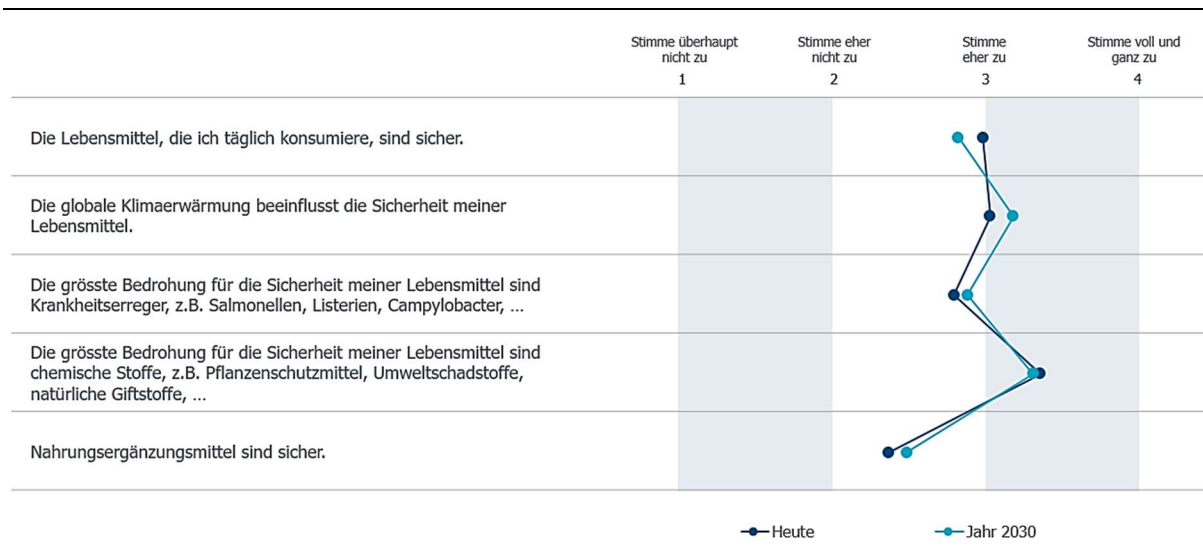 Stimme überhaupt
nicht zu
1
Stimme eher
nicht zu
2
Stimme
eher zu
3
Stimme voll und
ganz zu
4
Die Lebensmittel, die ich täglich konsumiere, sind sicher.
Die globale Klimaerwärmung beeinflusst die Sicherheit meiner
Lebensmittel.
Die grösste Bedrohung für die Sicherheit meiner Lebensmittel sind
Krankheitserreger, z.B. Salmonellen, Listerien, Campylobacter, ...
Die grösste Bedrohung für die Sicherheit meiner Lebensmittel sind
chemische Stoffe, z.B. Pflanzenschutzmittel, Umweltschadstoffe,
natürliche Giftstoffe, ...
Nahrungsergänzungsmittel sind sicher.
Heute
Jahr 2030